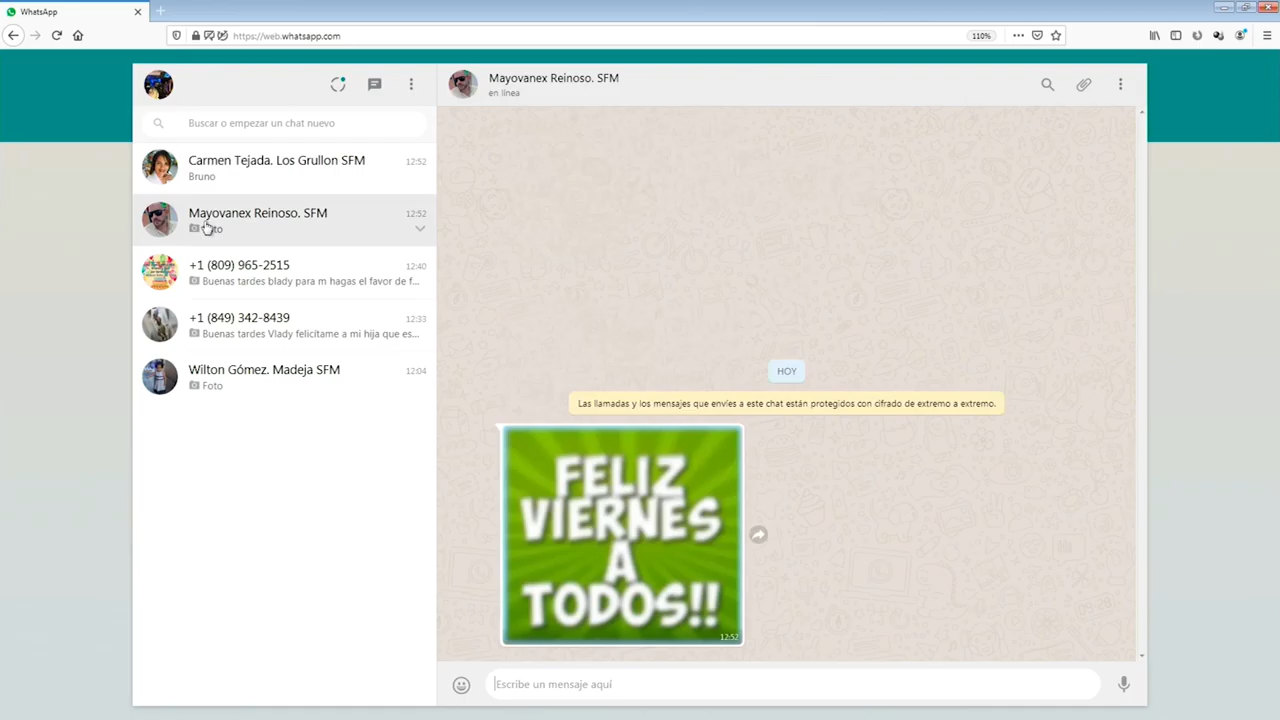 WhatsApp
https://web.whatsapp.com
110%
Buscar o empezar un chat nuevo
Carmen Tejada. Los Grullon SFM
12:52
Bruno
Mayovanex Reinoso. SFM
12:52
+1 (809) 965-2515
12:40
Buenas tardes blady para m hagas el favor de f...
+1 (849) 342-8439
12:33
Buenas tardes Vlady felicítame a mi hija que es...
Wilton Gómez. Madeja SFM
12:04
Foto
Mayovanex Reinoso. SFM
en línea
HOY
Las llamadas y los mensajes que envíes a este chat están protegidos con cifrado de extremo a extremo.
FELIZ
VIERNES
A
TODOS!!
12:52
Escribe un mensaje aquí